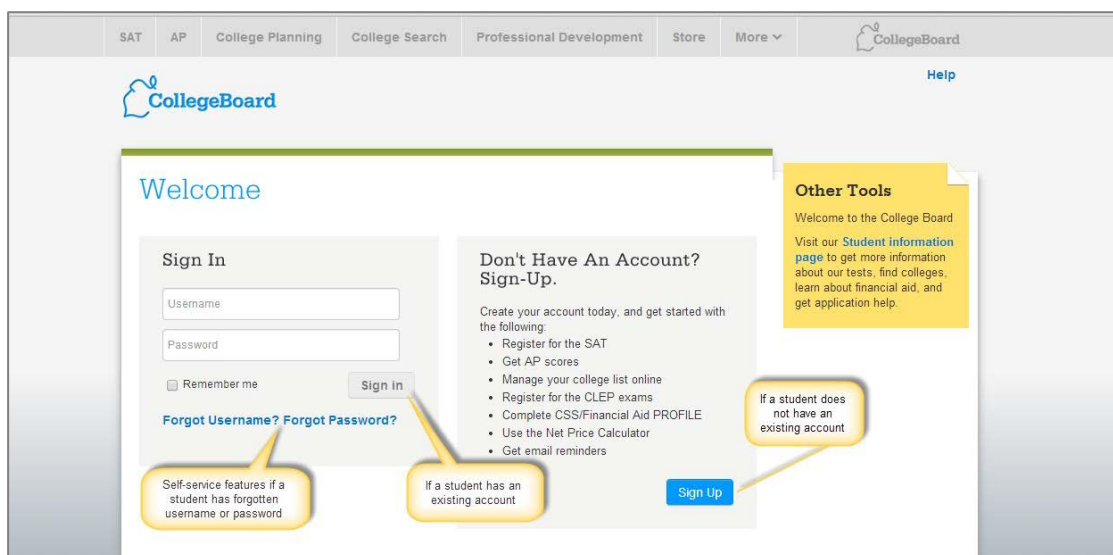 SAT AP College Planning College Search Professional Development Store More CollegeBoard
Help
CollegeBoard
Welcome
Sign In
Username
Password
Remember me
Sign in
Forgot Username? Forgot Password?
Self-service features if a
student has forgotten
username or password
If a student has an
existing account
Don't Have An Account?
Sign-Up.
Create your account today, and get started with
the following:
• Register for the SAT
• Get AP scores
• Manage your college list online
• Register for the CLEP exams
• Complete CSS/Financial Aid PROFILE
• Use the Net Price Calculator
• Get email reminders
Sign Up
If a student does
not have an
existing account
Other Tools
Welcome to the College Board
Visit our Student information
page to get more information
about our tests, find colleges,
learn about financial aid, and
get application help.